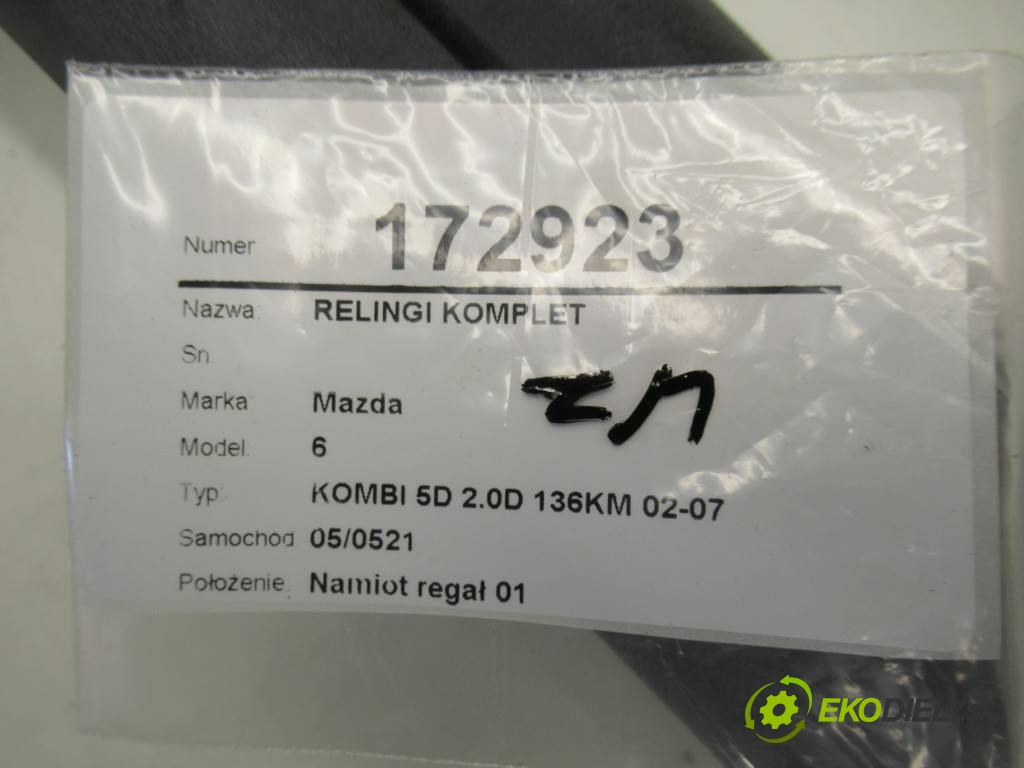 Numer 172923
Nazwa: RELINGI KOMPLET
Sn.
Marka Mazda
Model. 6
Typ: KOMBI 5D 2.0D 136KM 02-07
Samochod 05/0521
Położenie: Namiot regał 01